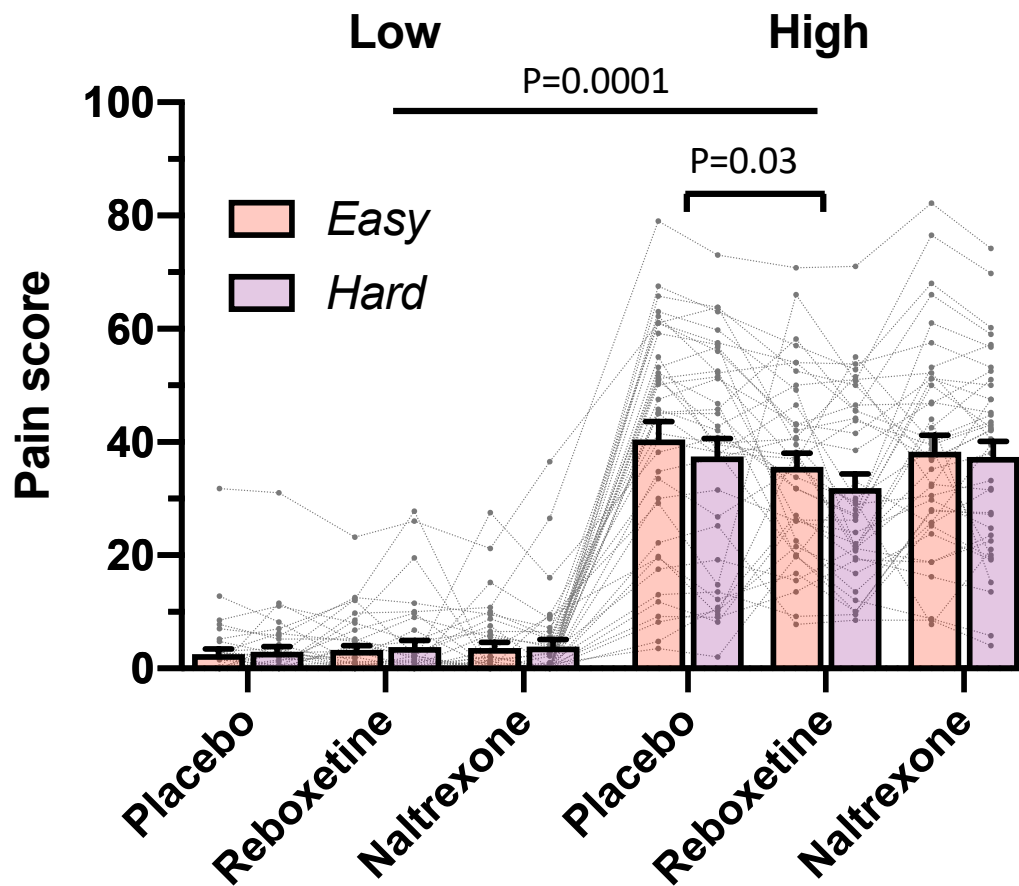 Low High
P=0.0001
P=0.03
100
80
60
40
20
0
Pain score
Easy
Hard
Placebo
Reboxetine
Naltrexone
Placebo
Reboxetine
Naltrexone